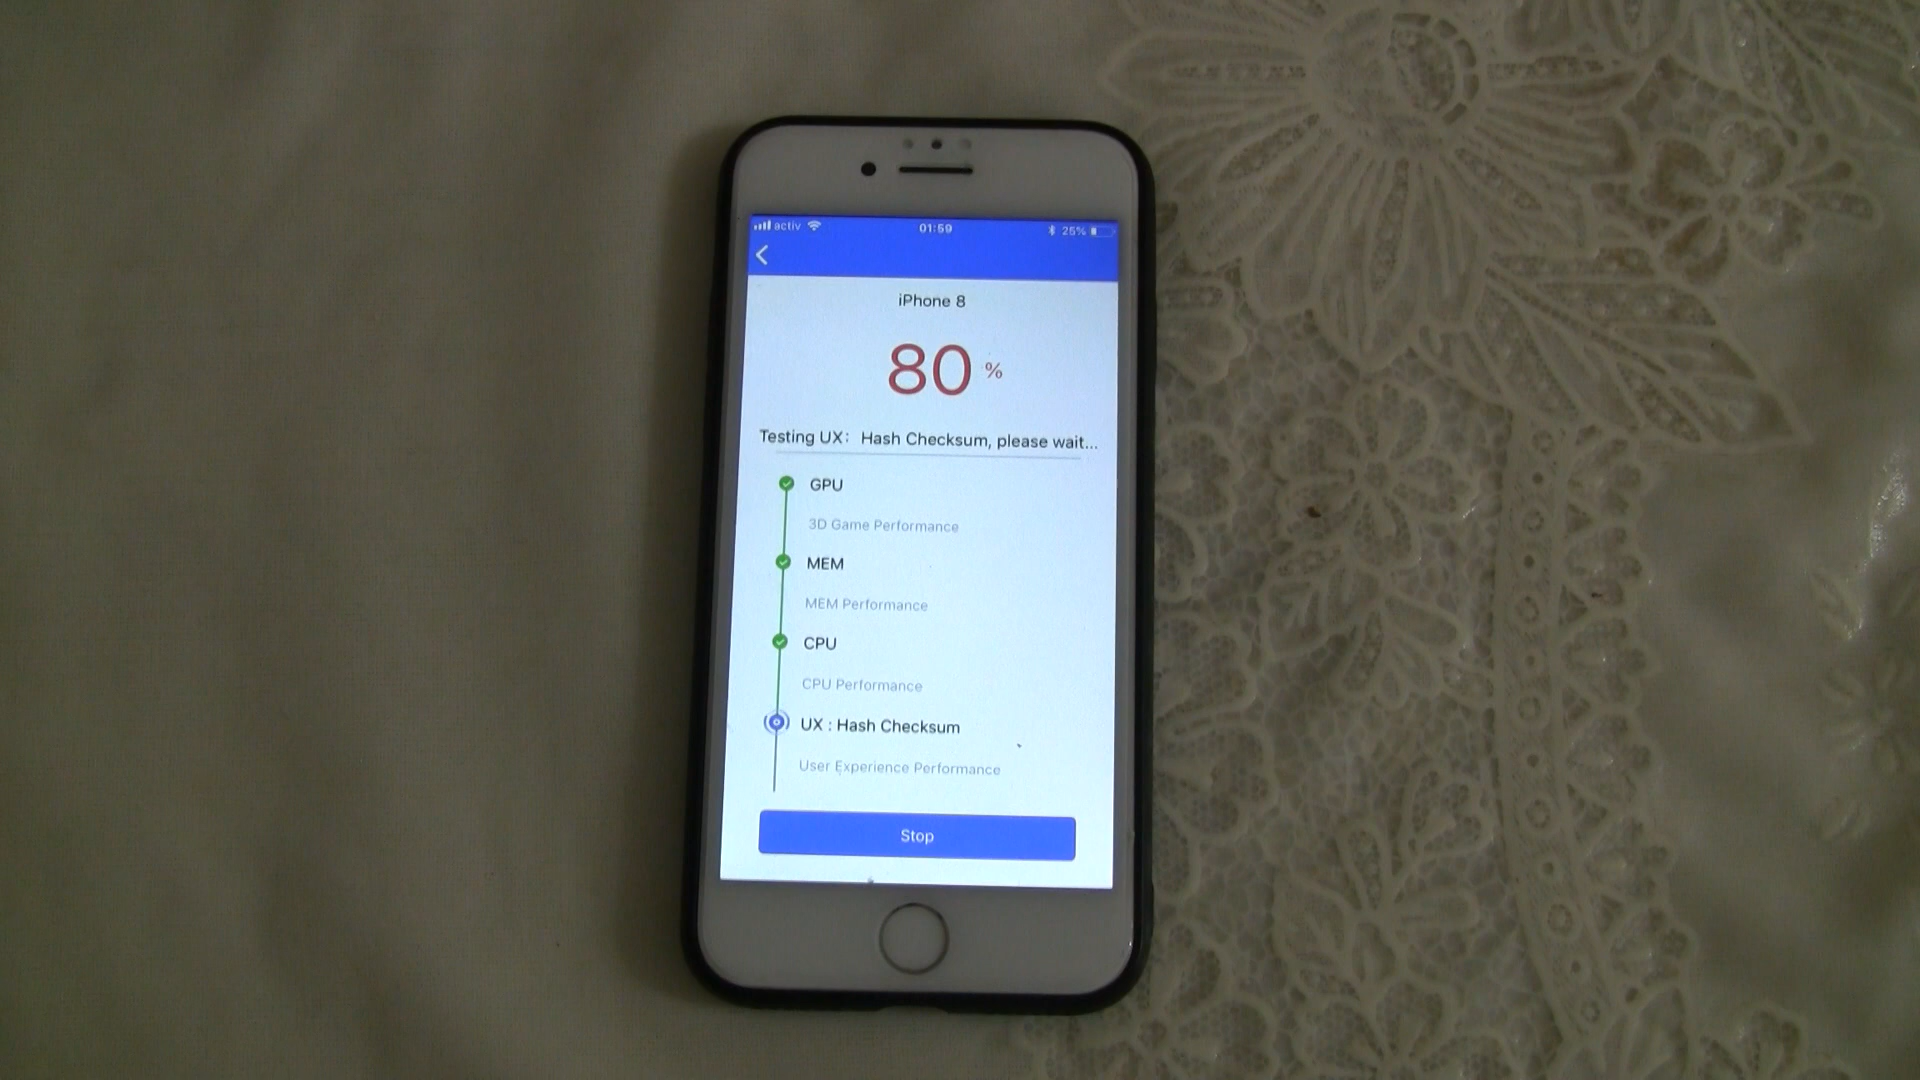 activ 01:59 25%
iPhone 8
80 %
Testing UX: Hash Checksum, please wait...
GPU
3D Game Performance
MEM
MEM Performance
CPU
CPU Performance
UX : Hash Checksum
User Experience Performance
Stop